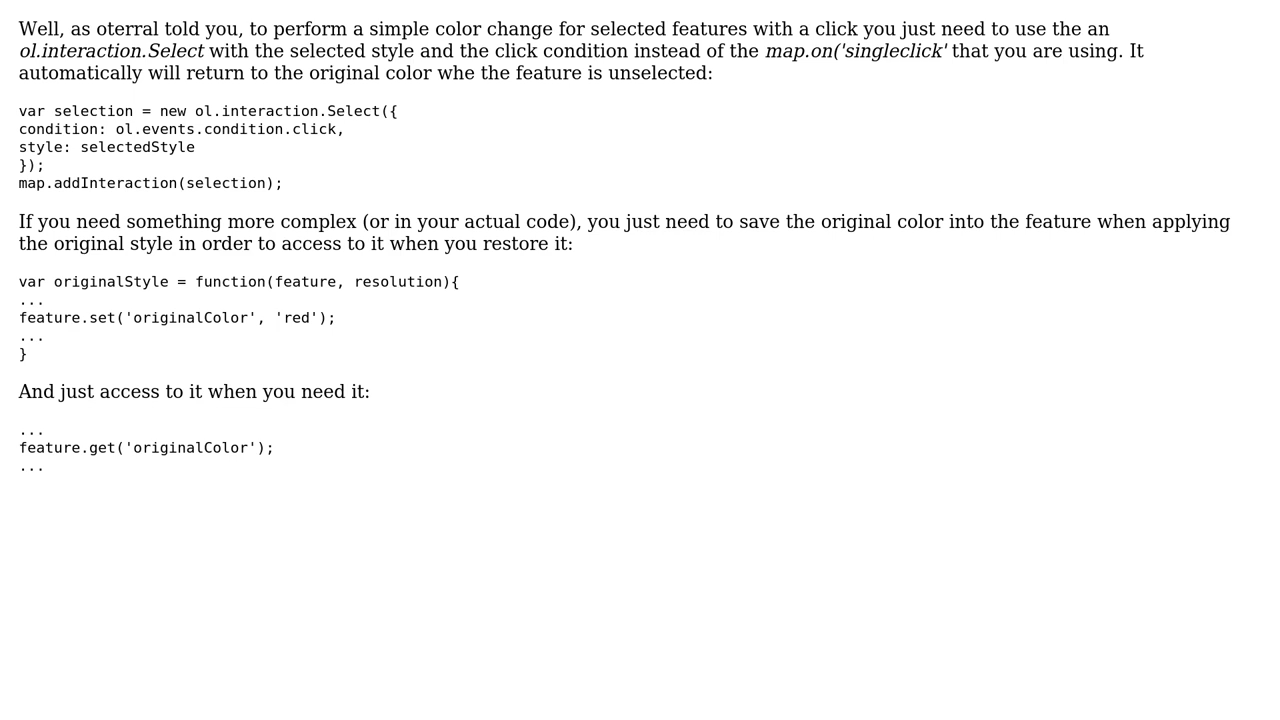 Well, as oterral told you, to perform a simple color change for selected features with a click you just need to use the an
ol.interaction.Select with the selected style and the click condition instead of the map.on('singleclick' that you are using. It
automatically will return to the original color whe the feature is unselected:
var selection = new ol.interaction.Select({
condition: ol.events.condition.click,
style: selectedStyle
});
map.addInteraction(selection);
If you need something more complex (or in your actual code), you just need to save the original color into the feature when applying
the original style in order to access to it when you restore it:
var originalStyle = function(feature, resolution){
...
feature.set('originalColor', 'red');
...
}
And just access to it when you need it:
...
feature.get('originalColor');
...